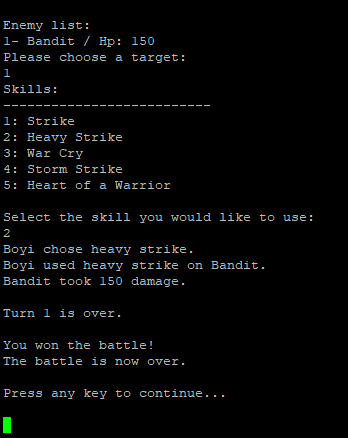 Enemy list:
1- Bandit / Hp: 150
Please choose a target:
1
Skills:
--------------------------
1: Strike
2: Heavy Strike
3: War Cry
4: Storm Strike
5: Heart of a Warrior
Select the skill you would like to use:
2
Boyi chose heavy strike.
Boyi used heavy strike on Bandit.
Bandit took 150 damage.
Turn 1 is over.
You won the battle!
The battle is now over.
Press any key to continue...